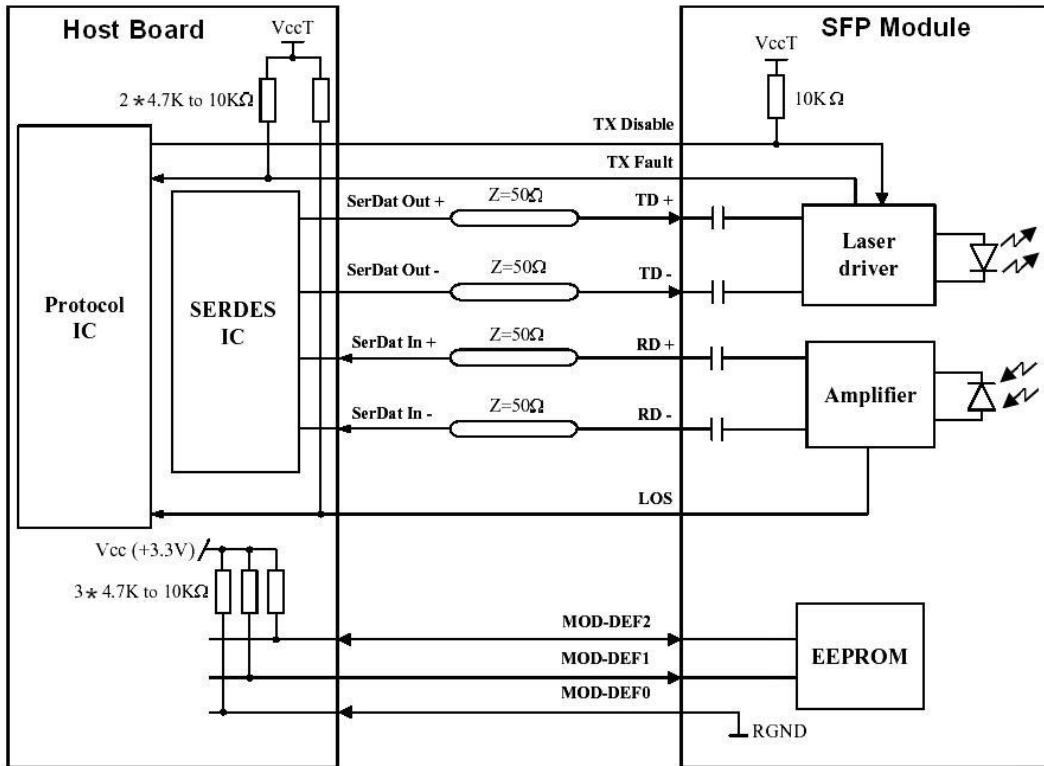 Host Board
SFP Module
VccT
VccT
2*4.7K to 10KΩ
10KΩ
TX Disable
TX Fault
SerDat Out +
Z=50Ω
TD +
SerDat Out -
Z=50Ω
TD -
Laser
driver
Protocol
IC
SERDES
IC
SerDat In +
Z=50Ω
RD +
SerDat In -
Z=50Ω
RD -
Amplifier
LOS
Vcc (+3.3V)
3*4.7K to 10KΩ
MOD-DEF2
MOD-DEF1
MOD-DEF0
EEPROM
RGND